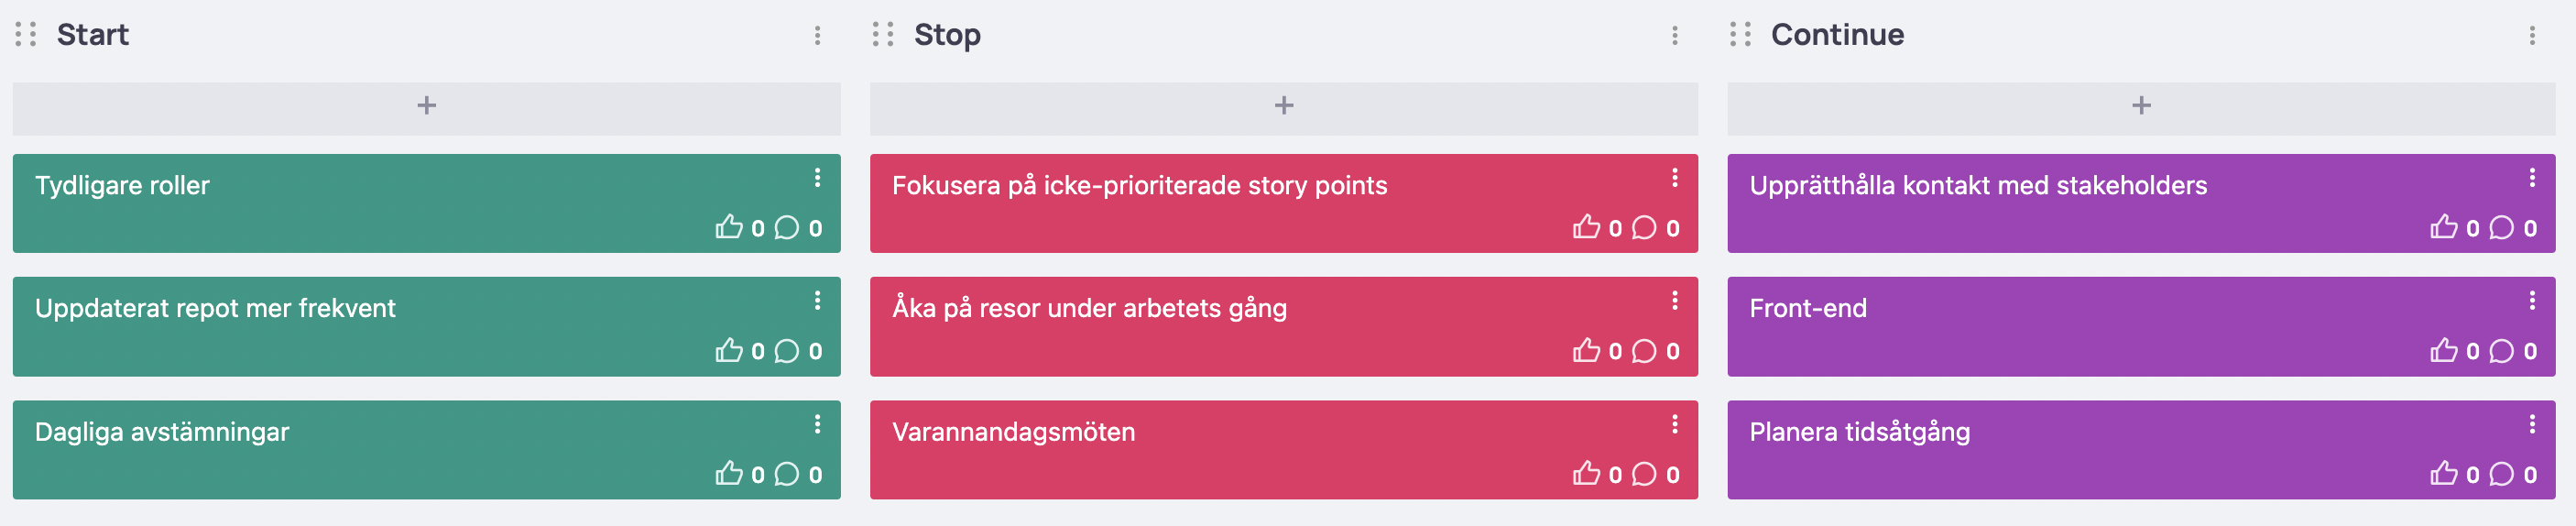 Start
+
Tydligare roller
0 0
Uppdaterat repot mer frekvent
0 0
Dagliga avstämningar
0 0
Stop
+
Fokusera på icke-prioriterade story points
0 0
Åka på resor under arbetets gång
0 0
Varannandagsmöten
0 0
Continue
+
Upprätthålla kontakt med stakeholders
0 0
Front-end
0 0
Planera tidsåtgång
0 0